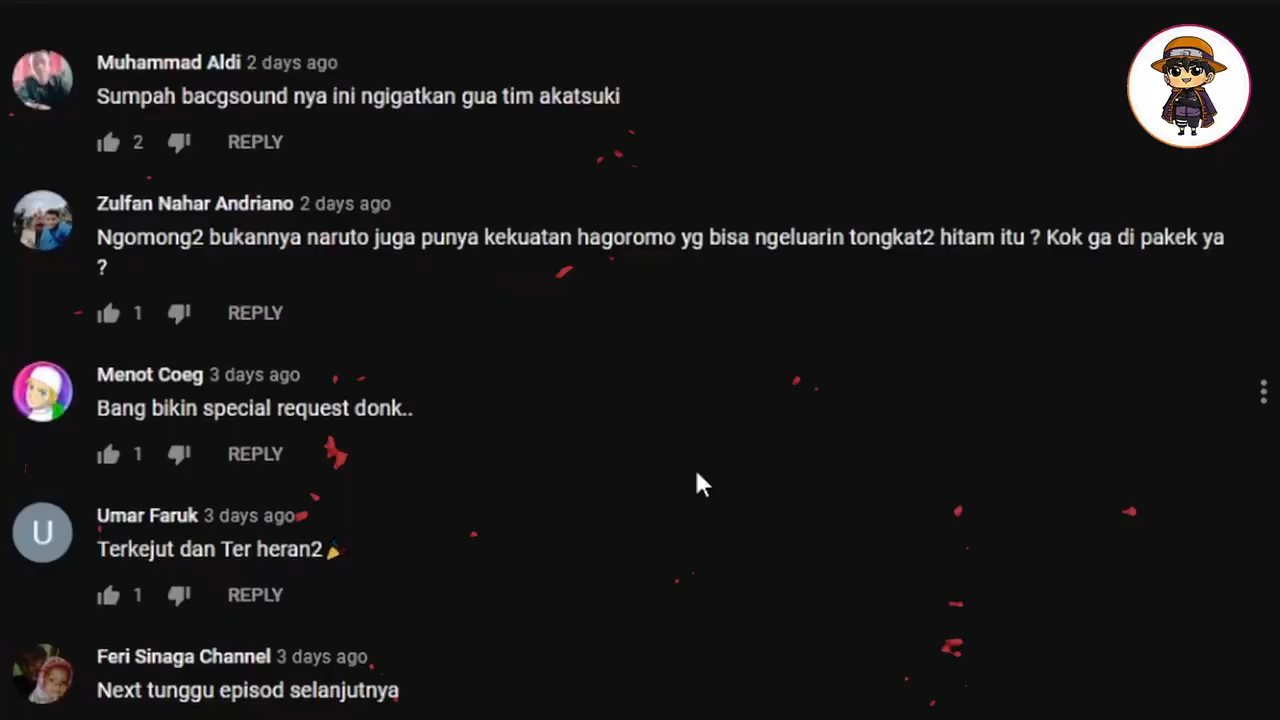 Muhammad Aldi 2 days ago
Sumpah bacgsound nya ini ngigatkan gua tim akatsuki
2 REPLY
Zulfan Nahar Andriano 2 days ago
Ngomong2 bukannya naruto juga punya kekuatan hagoromo yg bisa ngeluarin tongkat2 hitam itu ? Kok ga di pakek ya
?
1 REPLY
Menot Coeg 3 days ago
Bang bikin special request donk..
1 REPLY
U
Umar Faruk 3 days ago
Terkejut dan Ter heran2🎉
1 REPLY
Feri Sinaga Channel 3 days ago
Next tunggu episod selanjutnya